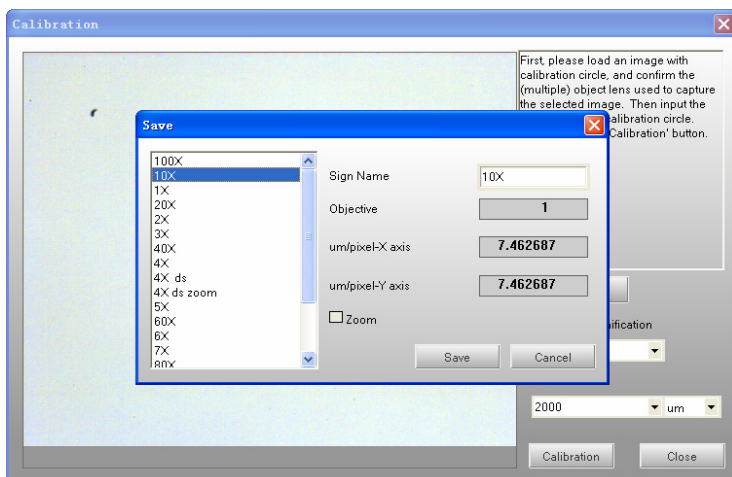 Calibration
First, please load an image with
calibration circle, and confirm the
(multiple) object lens used to capture
the selected image. Then input the
alibration circle.
Calibration' button.
Save
100X
10X
1X
20X
2X
3X
40X
4X
4X ds
4X ds zoom
5X
60X
6X
7X
80X
Sign Name
10X
Objective
1
um/pixel-X axis
7.462687
um/pixel-Y axis
7.462687
Zoom
Save
Cancel
ification
2000
um
Calibration
Close